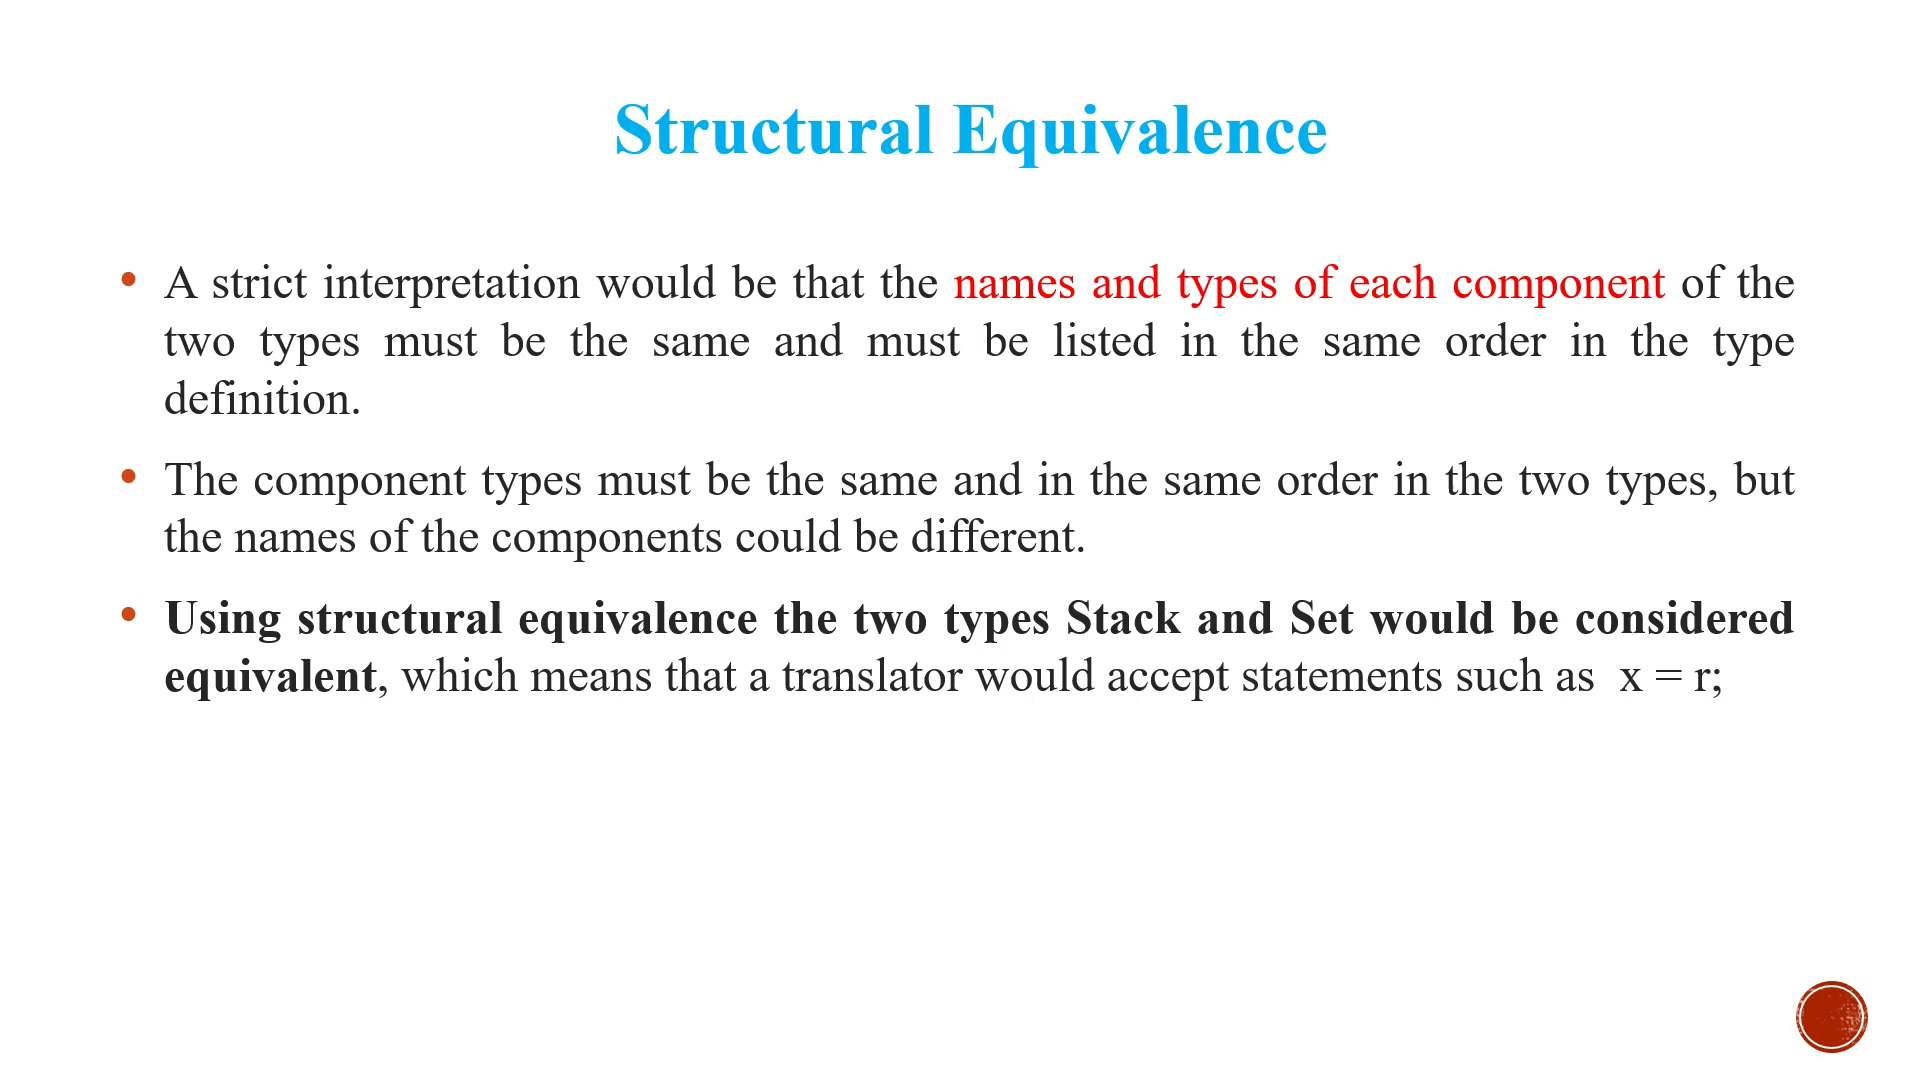 Structural Equivalence
• A strict interpretation would be that the names and types of each component of the
two types must be the same and must be listed in the same order in the type
definition.
• The component types must be the same and in the same order in the two types, but
the names of the components could be different.
• Using structural equivalence the two types Stack and Set would be considered
equivalent, which means that a translator would accept statements such as  x = r;